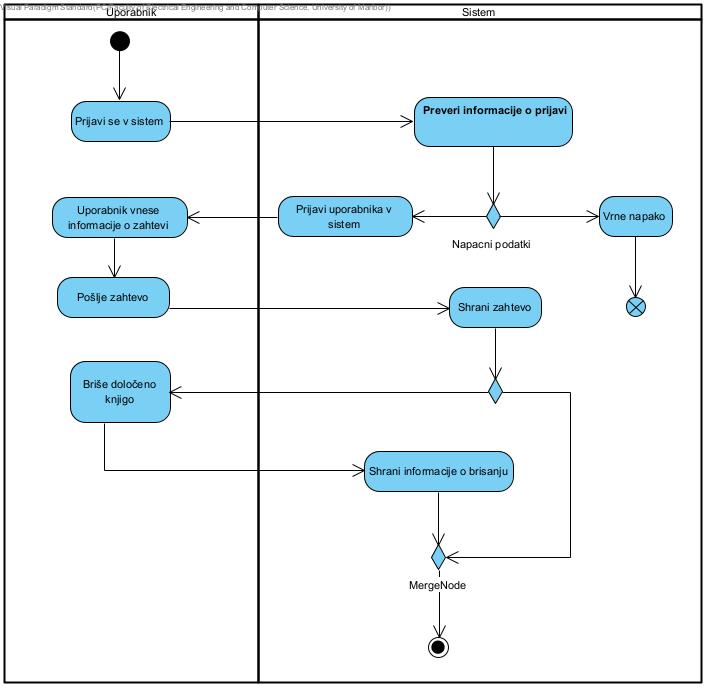 Visual Paradigm Standard(PC(Faculty of Electrical Engineering and Computer Science, University of Maribor))
Uporabnik
Sistem
Prijavi se v sistem
Preveri informacije o prijavi
Uporabnik vnese
informacije o zahtevi
Prijavi uporabnika v
sistem
Vrne napako
Napacni podatki
Pošlje zahtevo
Shrani zahtevo
Briše določeno
knjigo
Shrani informacije o brisanju
MergeNode